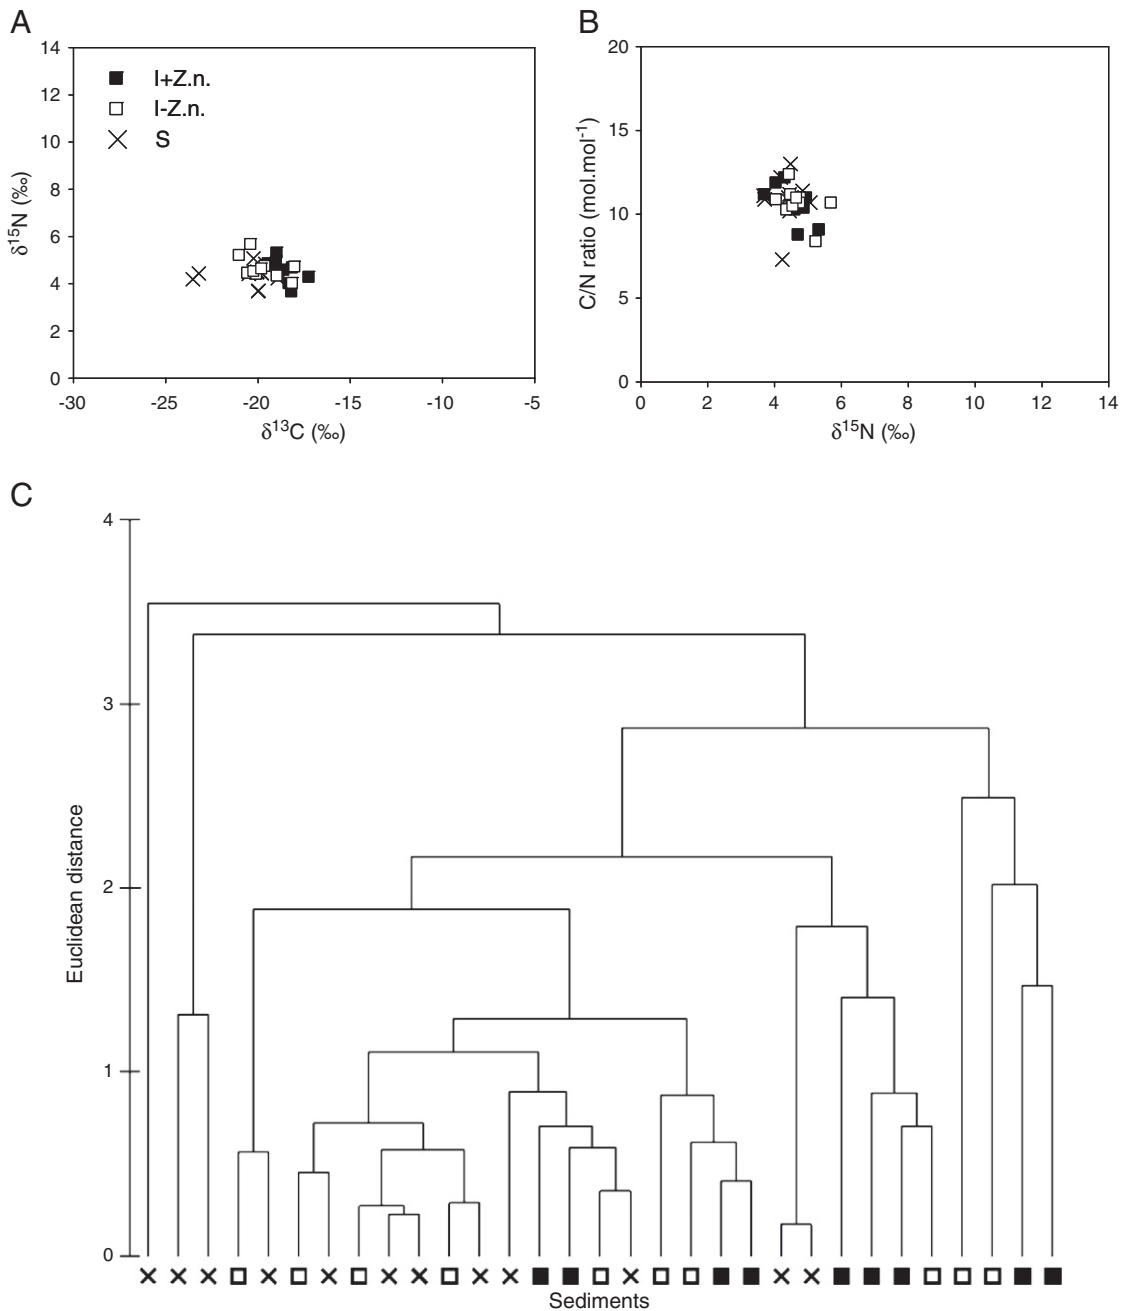 A
14
12
10
8
6
4
2
0
δ15N (‰)
I+Z.n.
I-Z.n.
S
-30 -25 -20 -15 -10 -5
δ13C (‰)
B
20
15
10
5
0
C/N ratio (mol.mol-1)
0 2 4 6 8 10 12 14
δ15N (‰)
C
4
3
2
1
0
Euclidean distance
Sediments